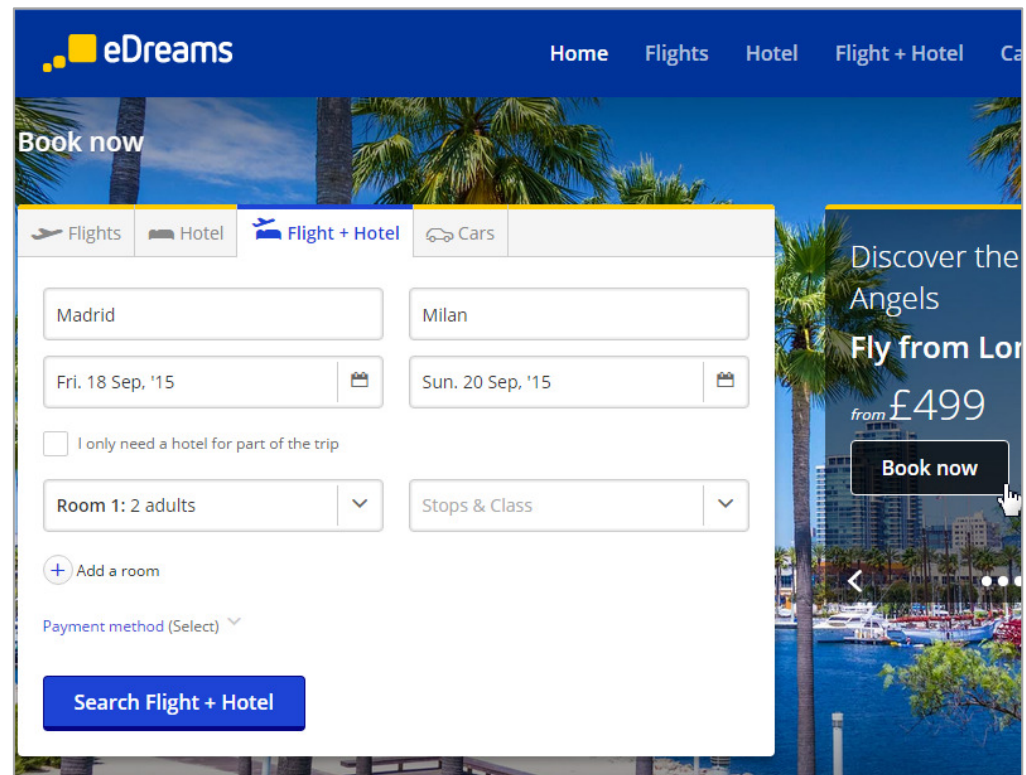 eDreams
Home Flights Hotel Flight + Hotel
Book now
Flights Hotel Flight + Hotel Cars
Madrid Milan
Fri. 18 Sep, '15 Sun. 20 Sep, '15
I only need a hotel for part of the trip
Room 1: 2 adults Stops & Class
Add a room
Payment method (Select)
Search Flight + Hotel
Discover the
Angels
Fly from
from £499
Book now